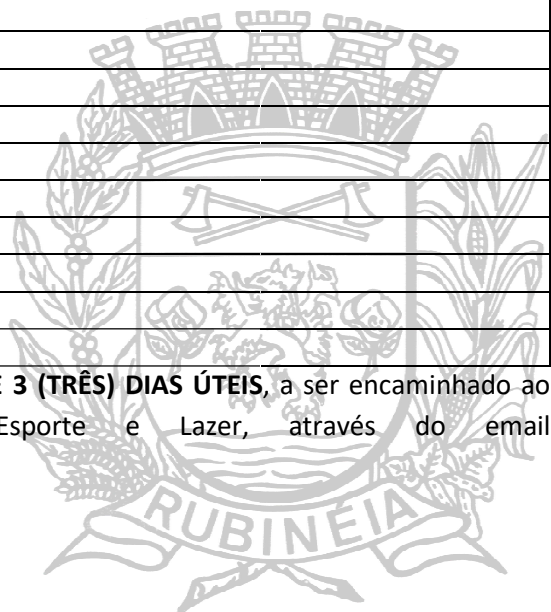 E 3 (TRÊS) DIAS ÚTEIS, a ser encaminhado ao
Esporte e Lazer, através do email
RUBINÉIA